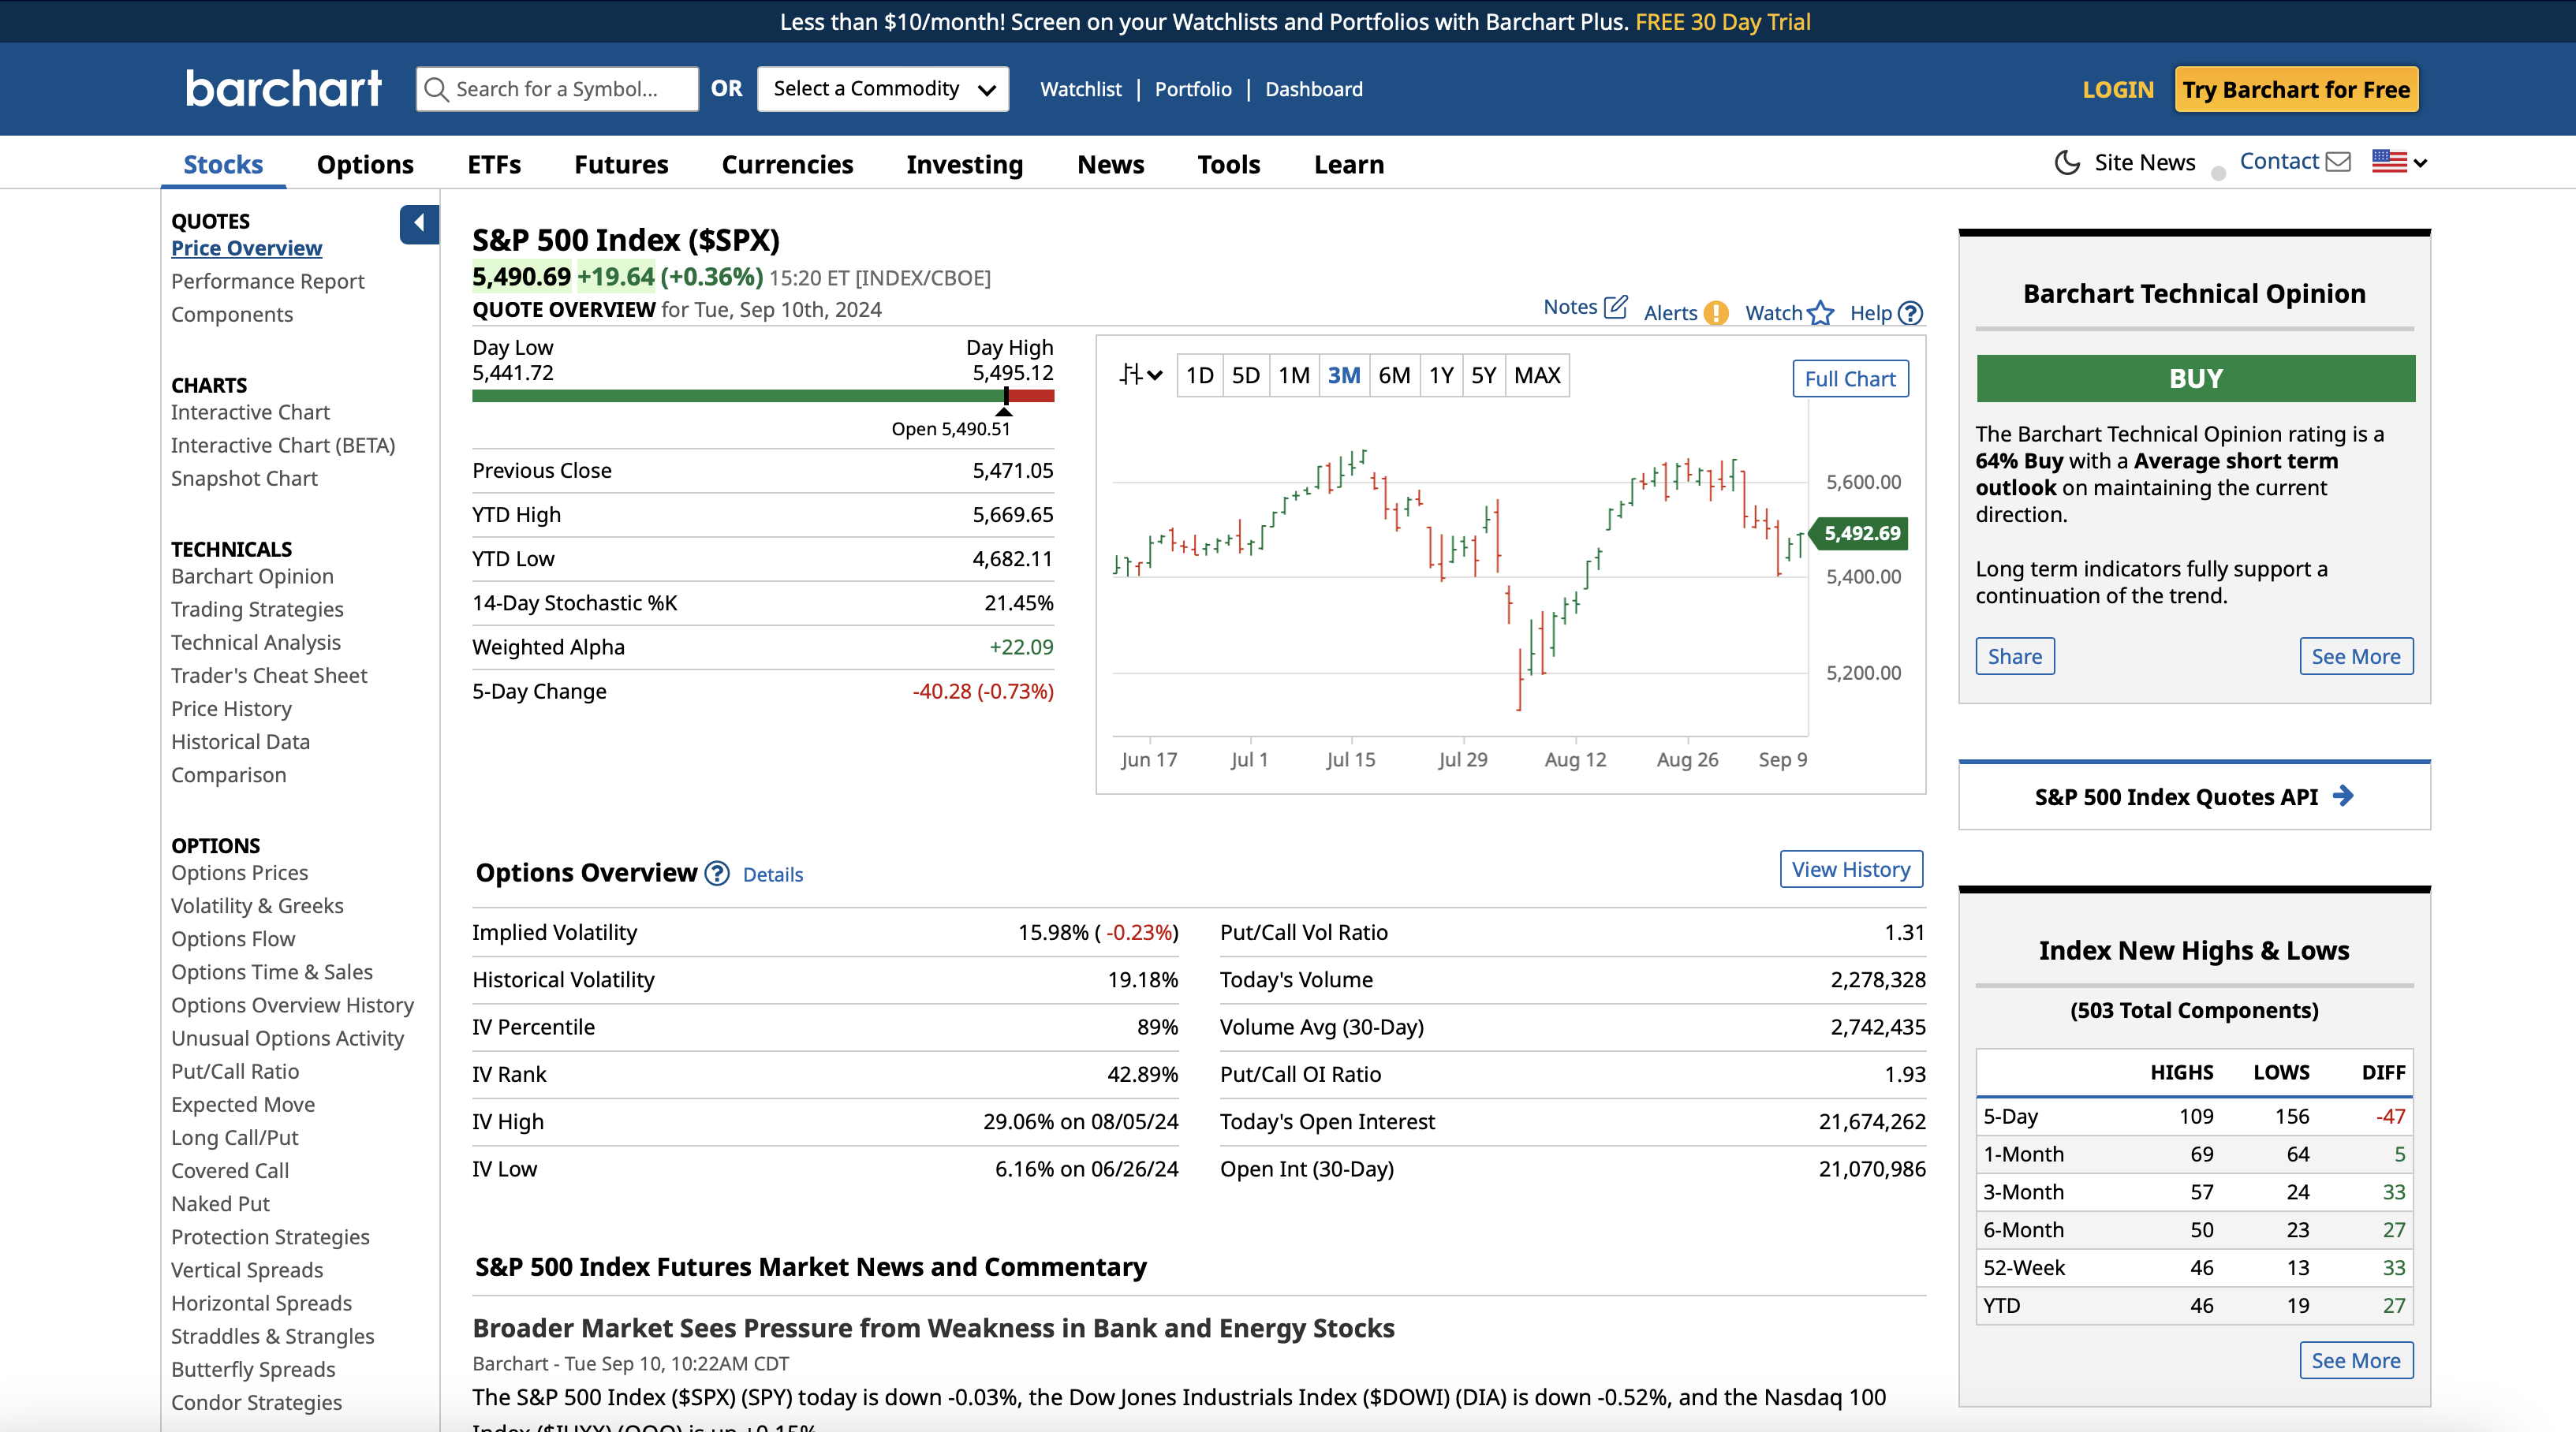 Less than $10/month! Screen on your Watchlists and Portfolios with Barchart Plus. FREE 30 Day Trial
barchart
Search for a Symbol...
OR
Select a Commodity
Watchlist | Portfolio | Dashboard
LOGIN
Try Barchart for Free
Stocks Options ETFs Futures Currencies Investing News Tools Learn
Site News
Contact
QUOTES
Price Overview
Performance Report
Components
CHARTS
Interactive Chart
Interactive Chart (BETA)
Snapshot Chart
TECHNICALS
Barchart Opinion
Trading Strategies
Technical Analysis
Trader's Cheat Sheet
Price History
Historical Data
Comparison
OPTIONS
Options Prices
Volatility & Greeks
Options Flow
Options Time & Sales
Options Overview History
Unusual Options Activity
Put/Call Ratio
Expected Move
Long Call/Put
Covered Call
Naked Put
Protection Strategies
Vertical Spreads
Horizontal Spreads
Straddles & Strangles
Butterfly Spreads
Condor Strategies
S&P 500 Index ($SPX)
5,490.69 +19.64 (+0.36%) 15:20 ET [INDEX/CBOE]
QUOTE OVERVIEW for Tue, Sep 10th, 2024
Notes Alerts Watch Help
Day Low Day High
5,441.72 5,495.12
Open 5,490.51
Previous Close 5,471.05
YTD High 5,669.65
YTD Low 4,682.11
14-Day Stochastic %K 21.45%
Weighted Alpha +22.09
5-Day Change -40.28 (-0.73%)
1D 5D 1M 3M 6M 1Y 5Y MAX
Full Chart
5,600.00
5,492.69
5,400.00
5,200.00
Jun 17 Jul 1 Jul 15 Jul 29 Aug 12 Aug 26 Sep 9
Options Overview Details
View History
Implied Volatility 15.98% ( -0.23%)
Historical Volatility 19.18%
IV Percentile 89%
IV Rank 42.89%
IV High 29.06% on 08/05/24
IV Low 6.16% on 06/26/24
Put/Call Vol Ratio 1.31
Today's Volume 2,278,328
Volume Avg (30-Day) 2,742,435
Put/Call OI Ratio 1.93
Today's Open Interest 21,674,262
Open Int (30-Day) 21,070,986
S&P 500 Index Futures Market News and Commentary
Broader Market Sees Pressure from Weakness in Bank and Energy Stocks
Barchart - Tue Sep 10, 10:22AM CDT
The S&P 500 Index ($SPX) (SPY) today is down -0.03%, the Dow Jones Industrials Index ($DOWI) (DIA) is down -0.52%, and the Nasdaq 100
Index ($IUXX) (QQQ) is up +0.15%
Barchart Technical Opinion
BUY
The Barchart Technical Opinion rating is a
64% Buy with a Average short term
outlook on maintaining the current
direction.
Long term indicators fully support a
continuation of the trend.
Share
See More
S&P 500 Index Quotes API
Index New Highs & Lows
(503 Total Components)
HIGHS LOWS DIFF
5-Day 109 156 -47
1-Month 69 64 5
3-Month 57 24 33
6-Month 50 23 27
52-Week 46 13 33
YTD 46 19 27
See More